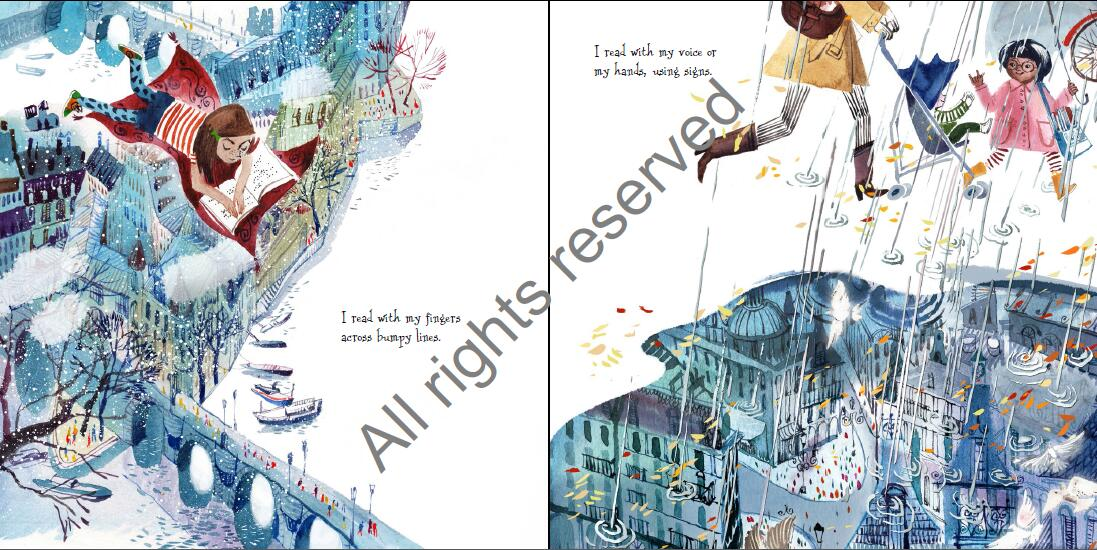 I read with my fingers
across bumpy lines.
I read with my voice or
my hands, using signs.
All rights reserved